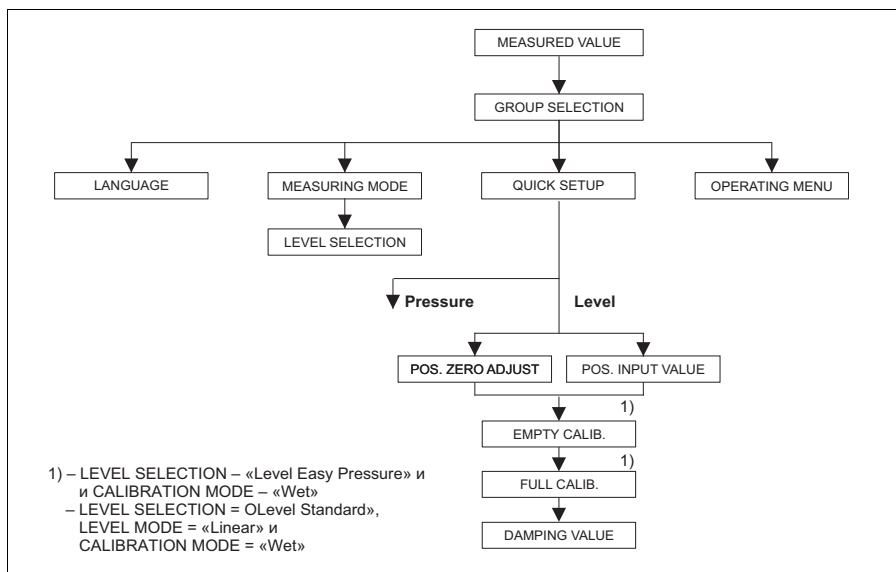 MEASURED VALUE
GROUP SELECTION
LANGUAGE
MEASURING MODE
QUICK SETUP
OPERATING MENU
LEVEL SELECTION
Pressure
Level
POS. ZERO ADJUST
POS. INPUT VALUE
1)
EMPTY CALIB.
1)
FULL CALIB.
DAMPING VALUE
1) – LEVEL SELECTION – «Level Easy Pressure» и
и CALIBRATION MODE – «Wet»
– LEVEL SELECTION = OLevel Standard»,
LEVEL MODE = «Linear» и
CALIBRATION MODE = «Wet»